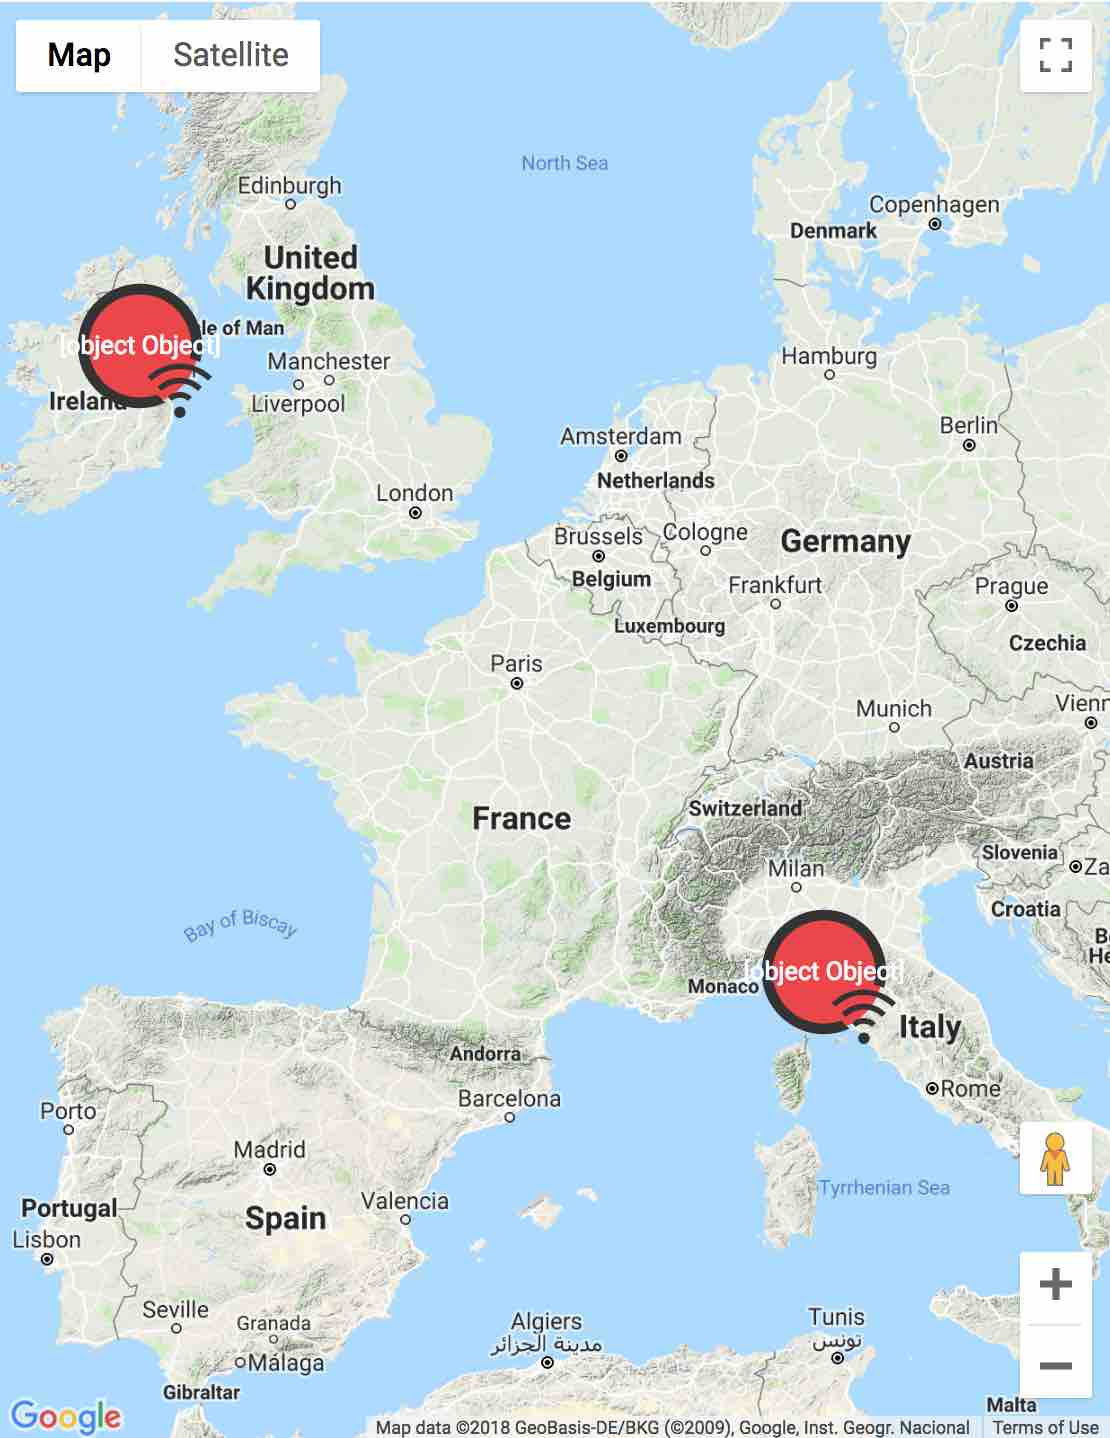 Map
Satellite
North Sea
Edinburgh
Copenhagen
Denmark
United
Kingdom
le of Man
[object Object]
Manchester
Hamburg
Ireland
Liverpool
Berlin
Amsterdam
Netherlands
London
Brussels
Cologne
Germany
Belgium
Frankfurt
Prague
Luxembourg
Czechia
Paris
Vienn
Munich
Austria
Switzerland
France
Slovenia
Milan
Za
Croatia
Bay of Biscay
B
He
[object Object]
Monaco
Italy
Andorra
Rome
Barcelona
Porto
Madrid
Tyrrhenian Sea
Valencia
Portugal
Spain
Lisbon
Seville
Granada
Algiers
مدينة الجزائر
Tunis
تونس
Málaga
Gibraltar
Malta
Google
Map data ©2018 GeoBasis-DE/BKG (©2009), Google, Inst. Geogr. Nacional
Terms of Use